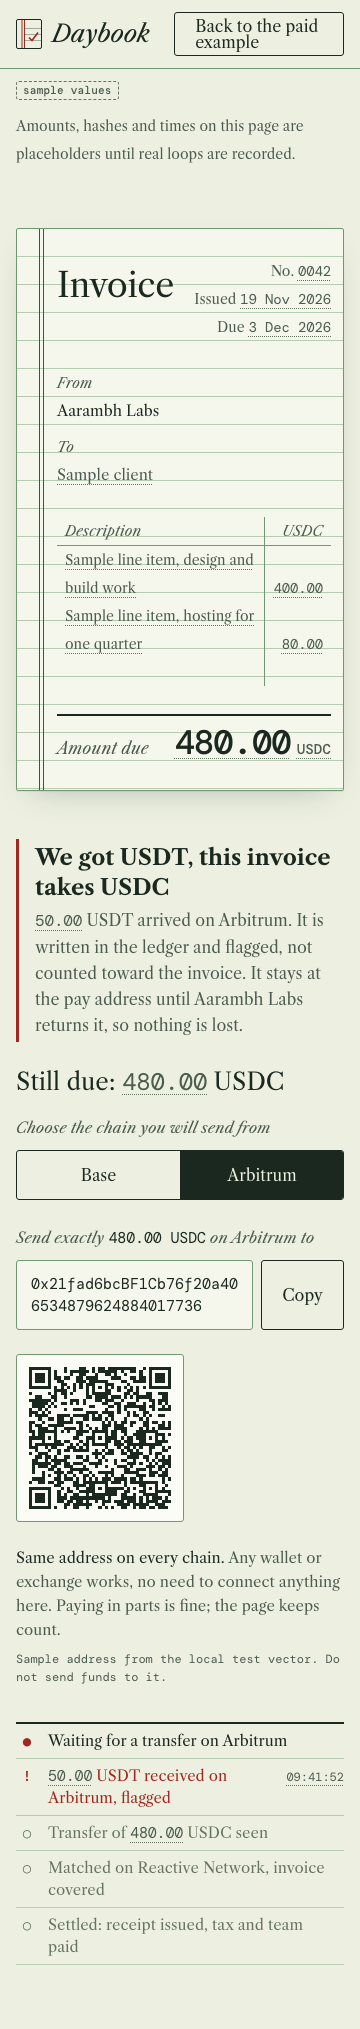 Daybook
Back to the paid
example
sample values
Amounts, hashes and times on this page are
placeholders until real loops are recorded.
Invoice
No. 0042
Issued 19 Nov 2026
Due 3 Dec 2026
From
Aarambh Labs
To
Sample client
Description USDC
Sample line item, design and
build work 400.00
Sample line item, hosting for
one quarter 80.00
Amount due 480.00 USDC
We got USDT, this invoice
takes USDC
50.00 USDT arrived on Arbitrum. It is
written in the ledger and flagged, not
counted toward the invoice. It stays at
the pay address until Aarambh Labs
returns it, so nothing is lost.
Still due: 480.00 USDC
Choose the chain you will send from
Base Arbitrum
Send exactly 480.00 USDC on Arbitrum to
0x21fad6bcBF1Cb76f20a40
6534879624884017736
Copy
Same address on every chain. Any wallet or
exchange works, no need to connect anything
here. Paying in parts is fine; the page keeps
count.
Sample address from the local test vector. Do
not send funds to it.
Waiting for a transfer on Arbitrum
! 50.00 USDT received on 09:41:52
Arbitrum, flagged
Transfer of 480.00 USDC seen
Matched on Reactive Network, invoice
covered
Settled: receipt issued, tax and team
paid